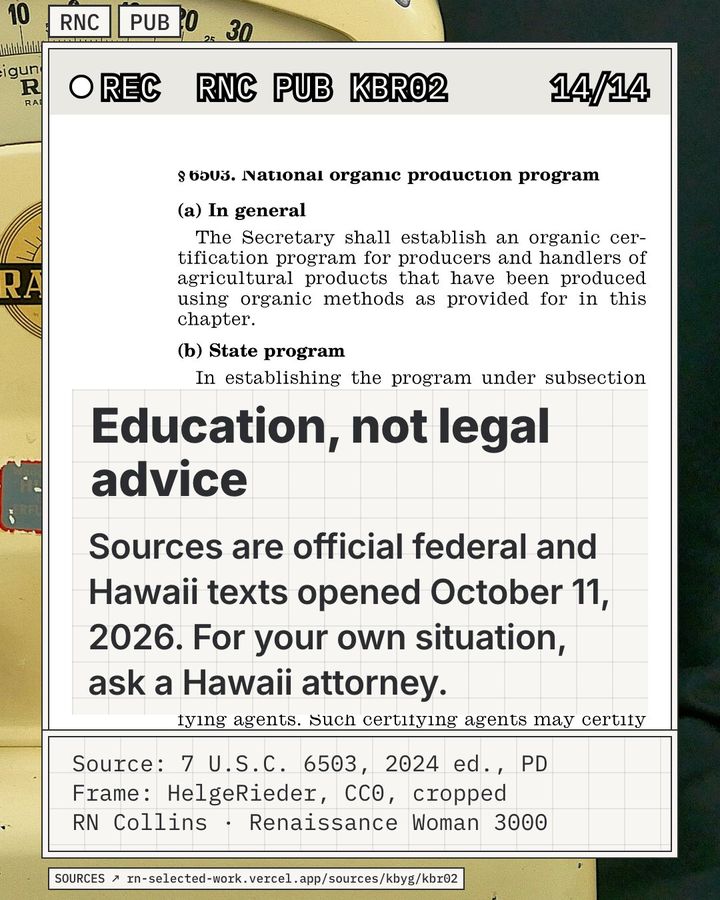 RNC PUB
REC RNC PUB KBR02 14/14
§ 6503. National organic production program
(a) In general
The Secretary shall establish an organic cer-
tification program for producers and handlers of
agricultural products that have been produced
using organic methods as provided for in this
chapter.
(b) State program
In establishing the program under subsection
Education, not legal
advice
Sources are official federal and
Hawaii texts opened October 11,
2026. For your own situation,
ask a Hawaii attorney.
fying agents. Such certifying agents may certify
Source: 7 U.S.C. 6503, 2024 ed., PD
Frame: HelgeRieder, CC0, cropped
RN Collins · Renaissance Woman 3000
SOURCES ↗ rn-selected-work.vercel.app/sources/kbyg/kbr02
10
20
25
30